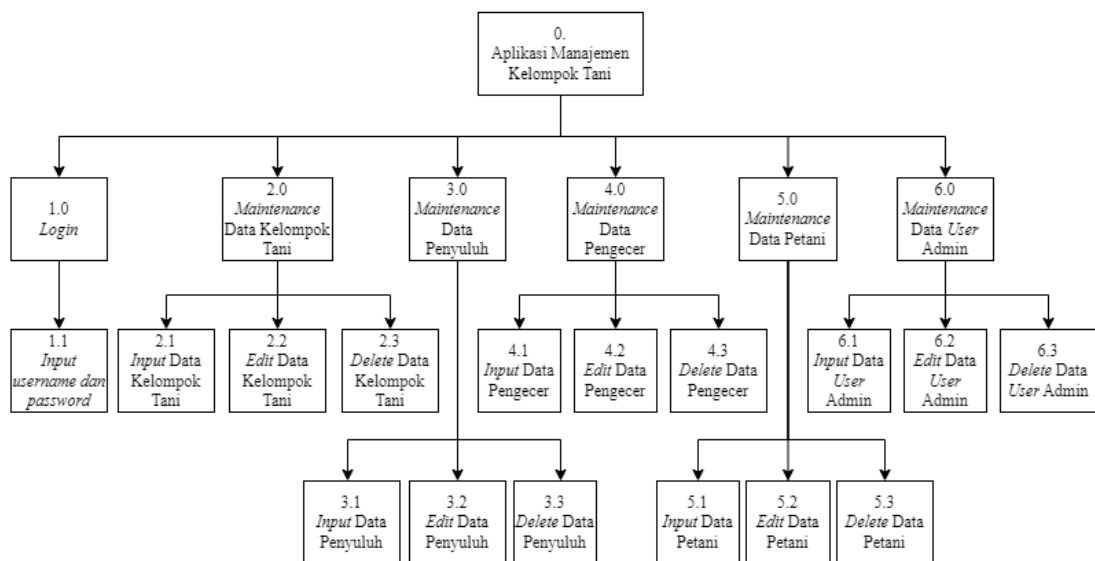 0.
Aplikasi Manajemen
Kelompok Tani
1.0
Login
2.0
Maintenance
Data Kelompok
Tani
3.0
Maintenance
Data
Penyuluh
4.0
Maintenance
Data
Pengecer
5.0
Maintenance
Data Petani
6.0
Maintenance
Data User
Admin
1.1
Input
username dan
password
2.1
Input Data
Kelompok
Tani
2.2
Edit Data
Kelompok
Tani
2.3
Delete Data
Kelompok
Tani
4.1
Input Data
Pengecer
4.2
Edit Data
Pengecer
4.3
Delete Data
Pengecer
6.1
Input Data
User
Admin
6.2
Edit Data
User
Admin
6.3
Delete Data
User Admin
3.1
Input Data
Penyuluh
3.2
Edit Data
Penyuluh
3.3
Delete Data
Penyuluh
5.1
Input Data
Petani
5.2
Edit Data
Petani
5.3
Delete Data
Petani